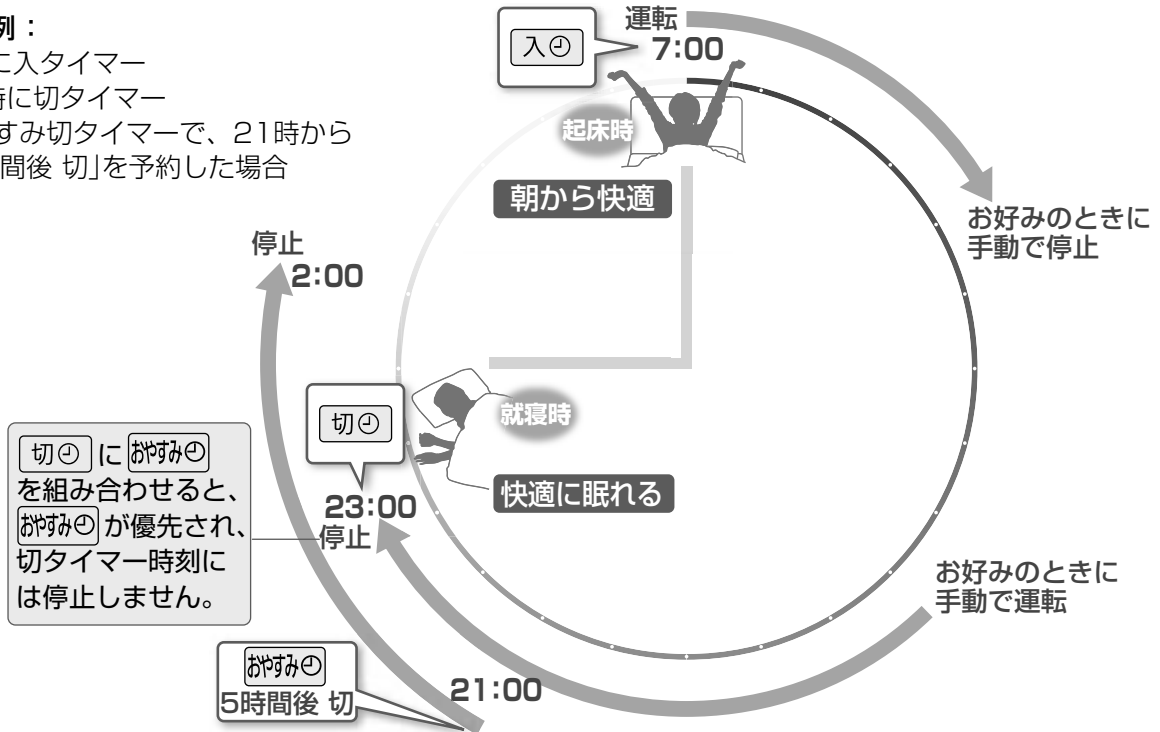 例：
に入タイマー
時に切タイマー
すみ切タイマーで、21時から
間後 切」を予約した場合
入
運転
7:00
起床時
朝から快適
お好みのときに
手動で停止
停止
2:00
切
就寝時
快適に眠れる
23:00
停止
切 に おやすみ
を組み合わせると、
おやすみ が優先され、
切タイマー時刻に
は停止しません。
お好みのときに
手動で運転
おやすみ
5時間後 切
21:00